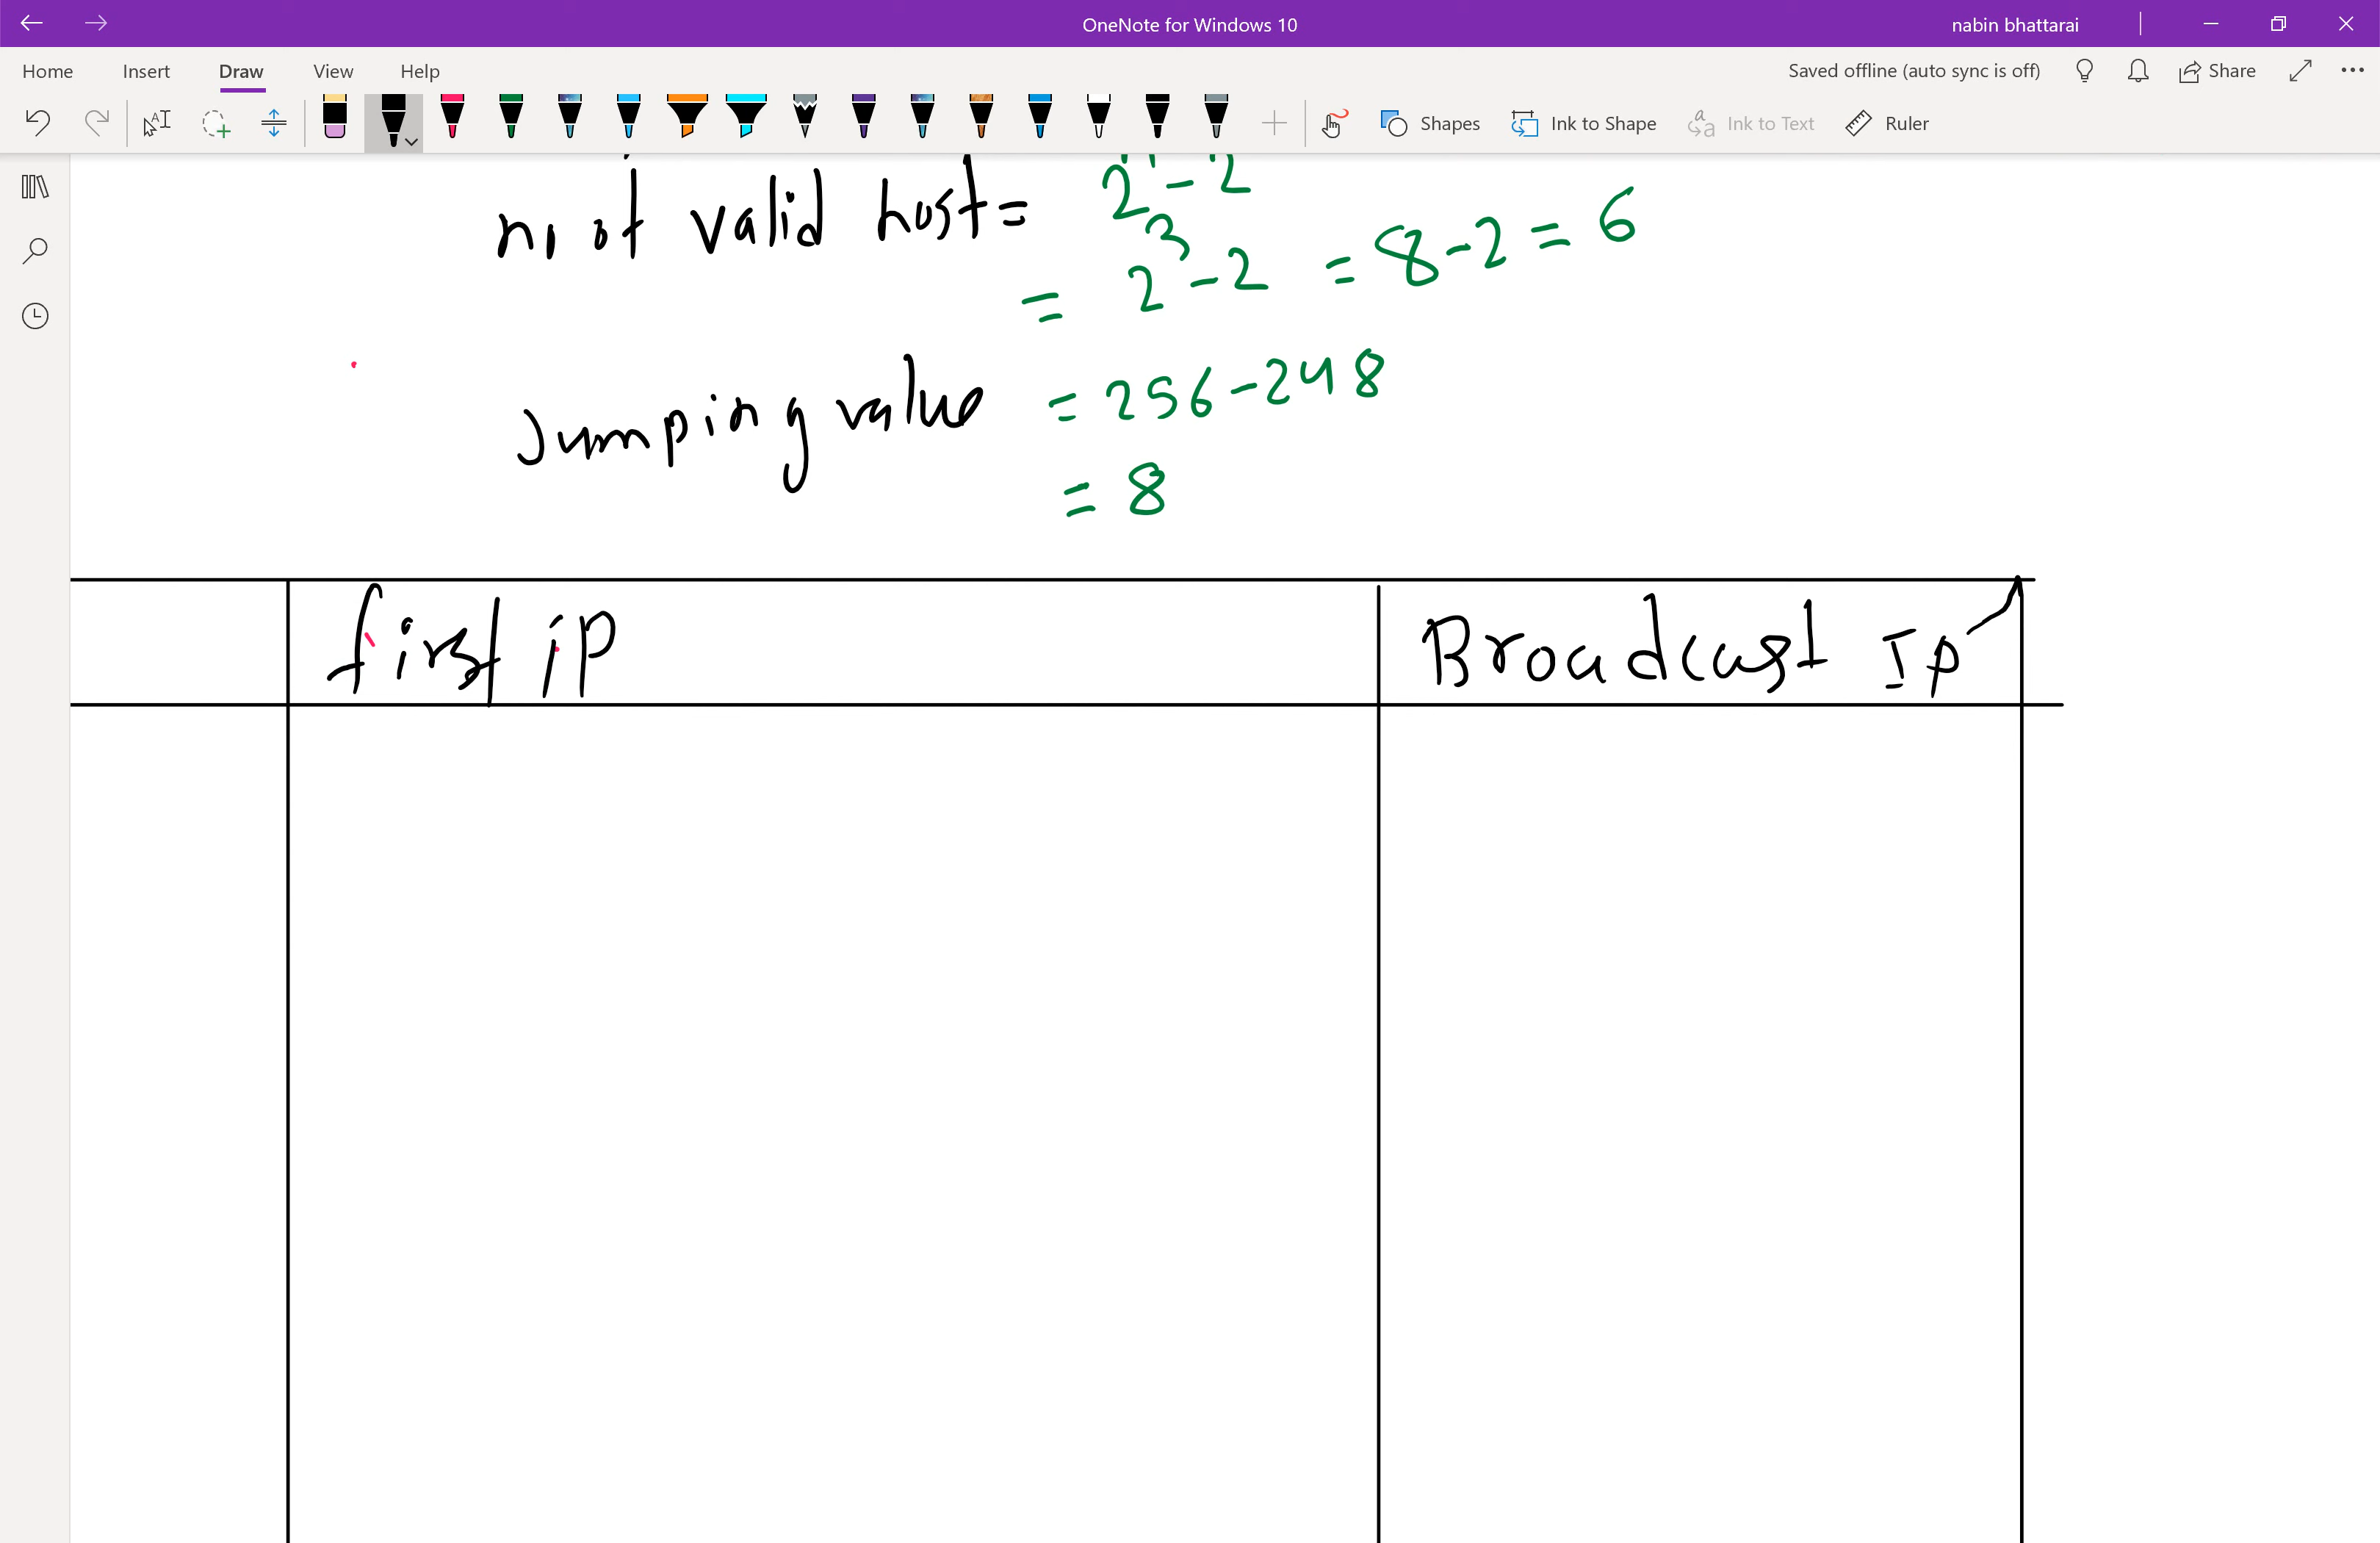 OneNote for Windows 10
nabin bhattarai
Home Insert Draw View Help
Saved offline (auto sync is off)
Share
Shapes
Ink to Shape
Ink to Text
Ruler
no of valid host = 2ⁿ-2
= 2³-2 = 8-2 = 6
Jumping value = 256-248
= 8
first iP
Broadcast Ip